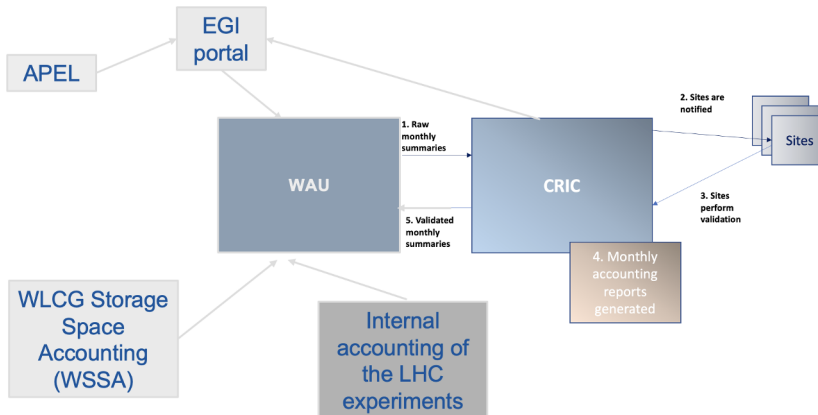 EGI
portal
APEL
WAU
1. Raw
monthly
summaries
CRIC
2. Sites are
notified
Sites
3. Sites
perform
validation
5. Validated
monthly
summaries
4. Monthly
accounting
reports
generated
WLCG Storage
Space
Accounting
(WSSA)
Internal
accounting of
the LHC
experiments